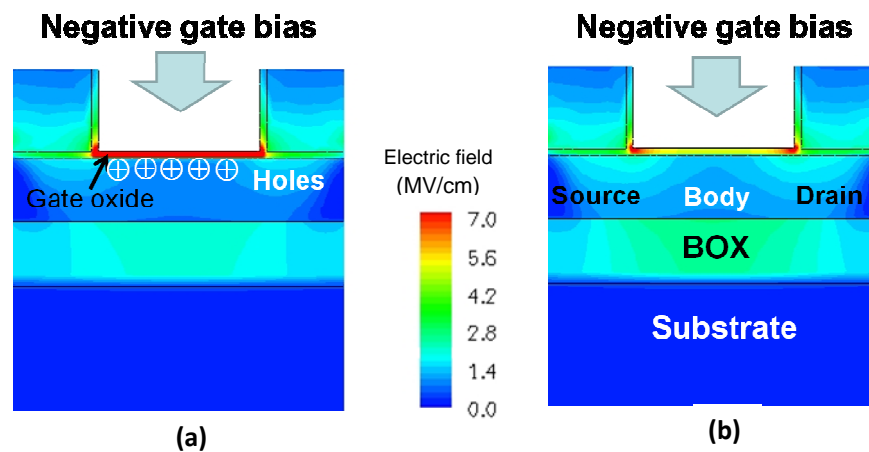 Negative gate bias
Gate oxide
Holes
(a)
Electric field
(MV/cm)
7.0
5.6
4.2
2.8
1.4
0.0
Negative gate bias
Source
Body
Drain
BOX
Substrate
(b)